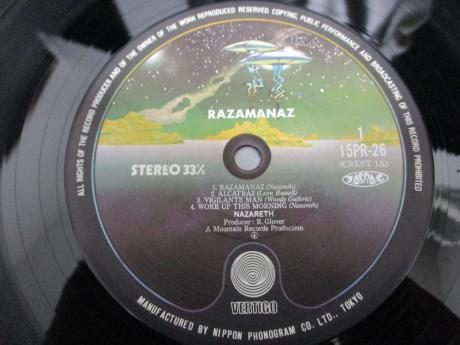 ALL RIGHTS OF THE RECORD PRODUCER AND OF THE OWNER OF THE WORK REPRODUCED RESERVED. COPYING, PUBLIC PERFORMANCE AND BROADCASTING OF THIS RECORD PROHIBITED
RAZAMANAZ
1
15PR-26
(CREST 1A)
STEREO 33⅓
1. RAZAMANAZ (Nazareth)
2. ALCATRAZ (Leon Russell)
3. VIGILANTE MAN (Woody Guthrie)
4. WOKE UP THIS MORNING (Nazareth)
NAZARETH
Producer: R. Glover
A Mountain Records Production
VERTIGO
MANUFACTURED BY NIPPON PHONOGRAM CO. LTD., TOKYO